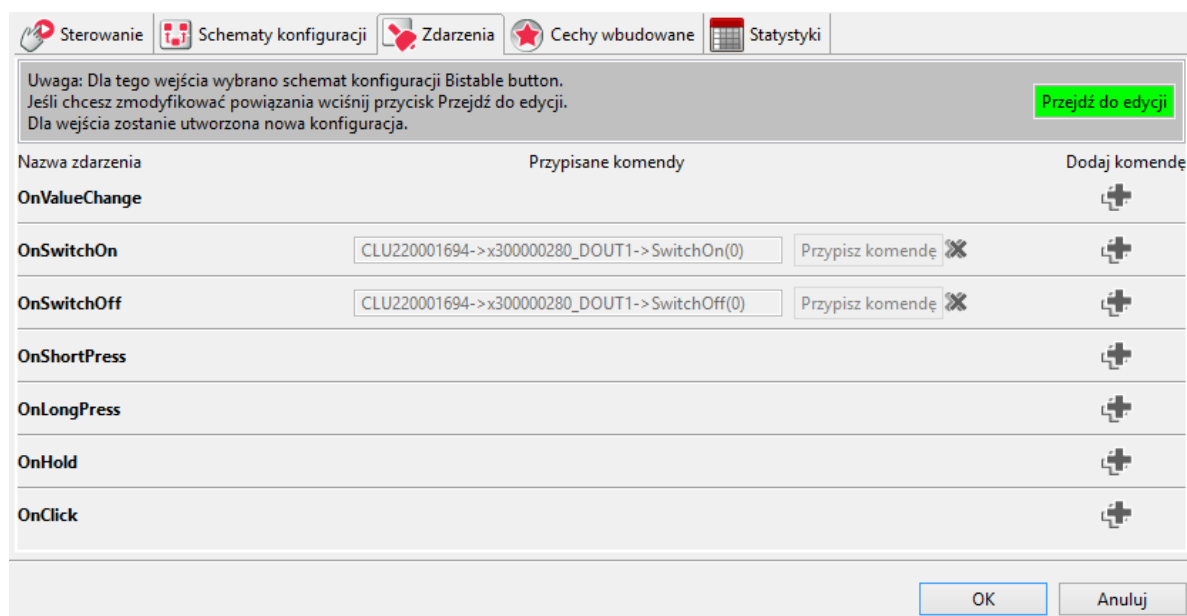 Sterowanie Schematy konfiguracji Zdarzenia Cechy wbudowane Statystyki
Uwaga: Dla tego wejścia wybrano schemat konfiguracji Bistable button.
Jeśli chcesz zmodyfikować powiązania wciśnij przycisk Przejdź do edycji.
Dla wejścia zostanie utworzona nowa konfiguracja.
Przejdź do edycji
Nazwa zdarzenia Przypisane komendy Dodaj komendę
OnValueChange
OnSwitchOn CLU220001694->x300000280_DOUT1->SwitchOn(0) Przypisz komendę
OnSwitchOff CLU220001694->x300000280_DOUT1->SwitchOff(0) Przypisz komendę
OnShortPress
OnLongPress
OnHold
OnClick
OK Anuluj